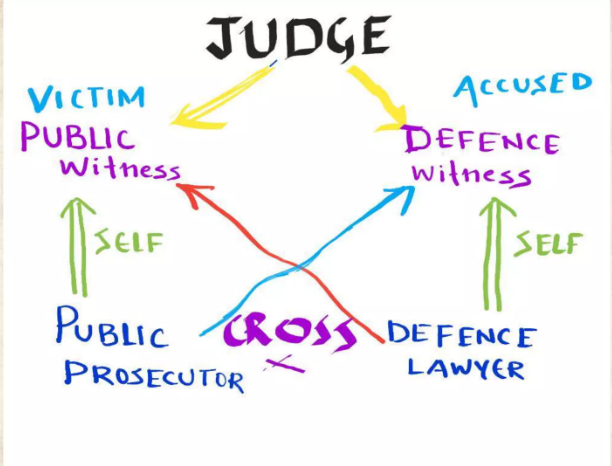 JUDGE
VICTIM
ACCUSED
PUBLIC
Witness
DEFENCE
witness
SELF
SELF
PUBLIC
PROSECUTOR
CROSS
X
DEFENCE
LAWYER